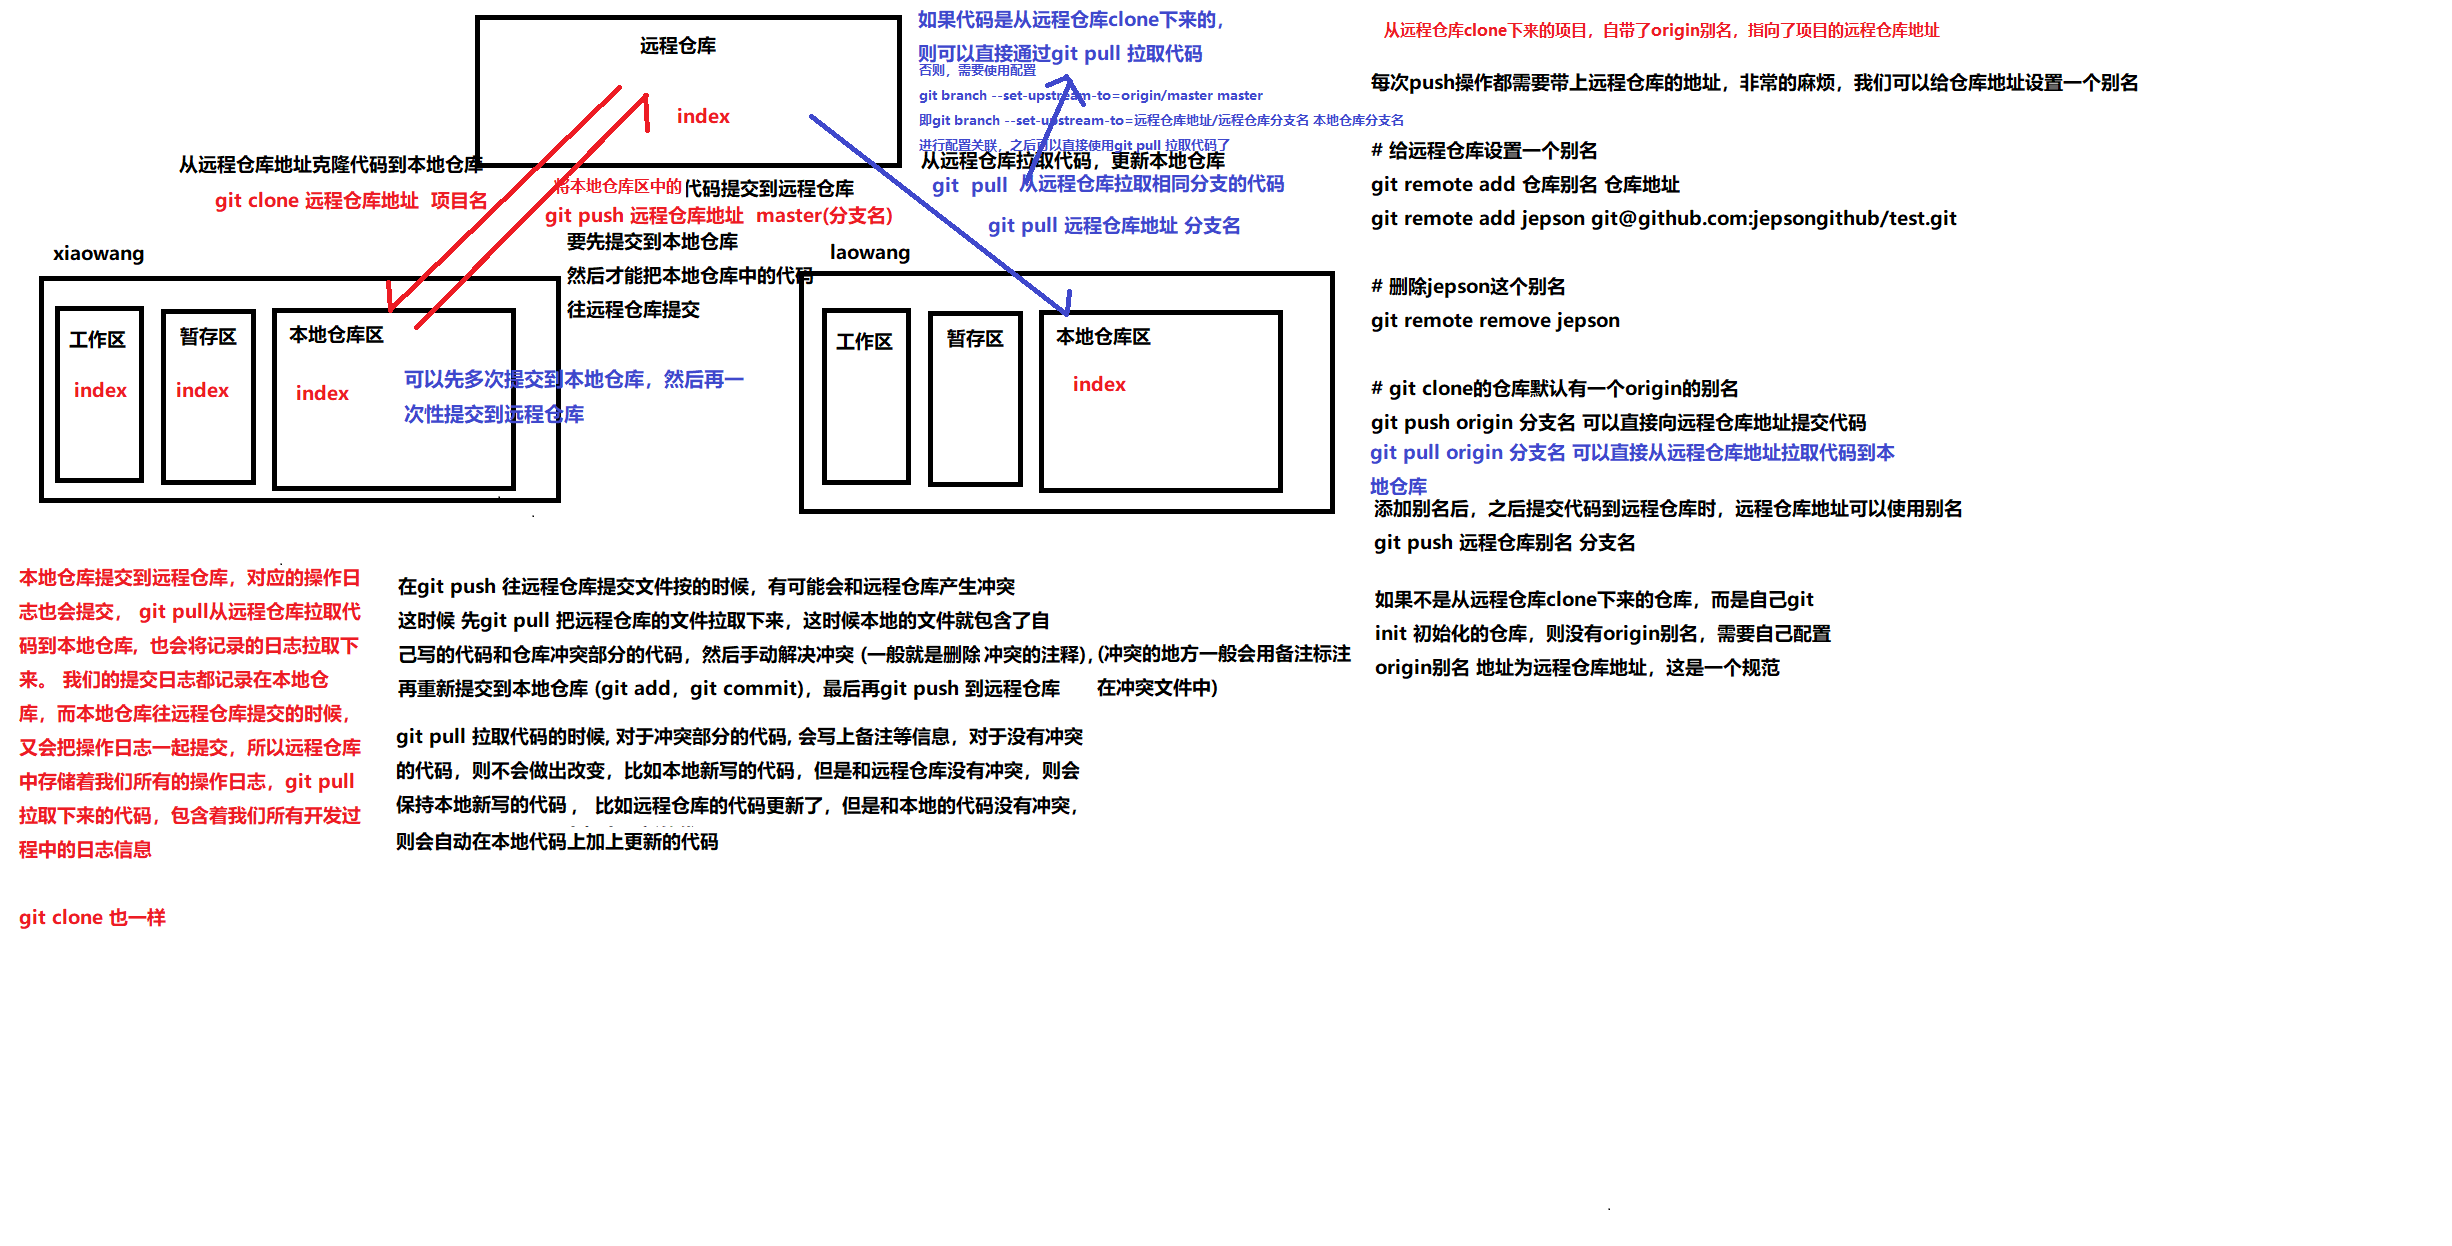 远程仓库
index
从远程仓库地址克隆代码到本地仓库
git clone 远程仓库地址 项目名
将本地仓库区中的 代码提交到远程仓库
git push 远程仓库地址 master(分支名)
要先提交到本地仓库
然后才能把本地仓库中的代码
往远程仓库提交
xiaowang
工作区
index
暂存区
index
本地仓库区
index
可以先多次提交到本地仓库，然后再一
次性提交到远程仓库
如果代码是从远程仓库clone下来的，
则可以直接通过git pull 拉取代码
否则，需要使用配置
git branch --set-upstream-to=origin/master master
即git branch --set-upstream-to=远程仓库地址/远程仓库分支名 本地仓库分支名
进行配置关联，之后可以直接使用git pull 拉取代码了
从远程仓库拉取代码，更新本地仓库
git pull 从远程仓库拉取相同分支的代码
git pull 远程仓库地址 分支名
laowang
工作区
暂存区
本地仓库区
index
从远程仓库clone下来的项目，自带了origin别名，指向了项目的远程仓库地址
每次push操作都需要带上远程仓库的地址，非常的麻烦，我们可以给仓库地址设置一个别名
# 给远程仓库设置一个别名
git remote add 仓库别名 仓库地址
git remote add jepson git@github.com:jepsongithub/test.git
# 删除jepson这个别名
git remote remove jepson
# git clone的仓库默认有一个origin的别名
git push origin 分支名 可以直接向远程仓库地址提交代码
git pull origin 分支名 可以直接从远程仓库地址拉取代码到本
地仓库
添加别名后，之后提交代码到远程仓库时，远程仓库地址可以使用别名
git push 远程仓库别名 分支名
如果不是从远程仓库clone下来的仓库，而是自己git
init 初始化的仓库，则没有origin别名，需要自己配置
origin别名 地址为远程仓库地址，这是一个规范
本地仓库提交到远程仓库，对应的操作日
志也会提交， git pull从远程仓库拉取代
码到本地仓库, 也会将记录的日志拉取下
来。 我们的提交日志都记录在本地仓
库，而本地仓库往远程仓库提交的时候，
又会把操作日志一起提交，所以远程仓库
中存储着我们所有的操作日志，git pull
拉取下来的代码，包含着我们所有开发过
程中的日志信息
git clone 也一样
在git push 往远程仓库提交文件按的时候，有可能会和远程仓库产生冲突
这时候 先git pull 把远程仓库的文件拉取下来，这时候本地的文件就包含了自
己写的代码和仓库冲突部分的代码，然后手动解决冲突 (一般就是删除 冲突的注释)，
再重新提交到本地仓库 (git add，git commit)，最后再git push 到远程仓库
(冲突的地方一般会用备注标注
在冲突文件中)
git pull 拉取代码的时候, 对于冲突部分的代码, 会写上备注等信息，对于没有冲突
的代码，则不会做出改变，比如本地新写的代码，但是和远程仓库没有冲突，则会
保持本地新写的代码 ， 比如远程仓库的代码更新了，但是和本地的代码没有冲突，
则会自动在本地代码上加上更新的代码